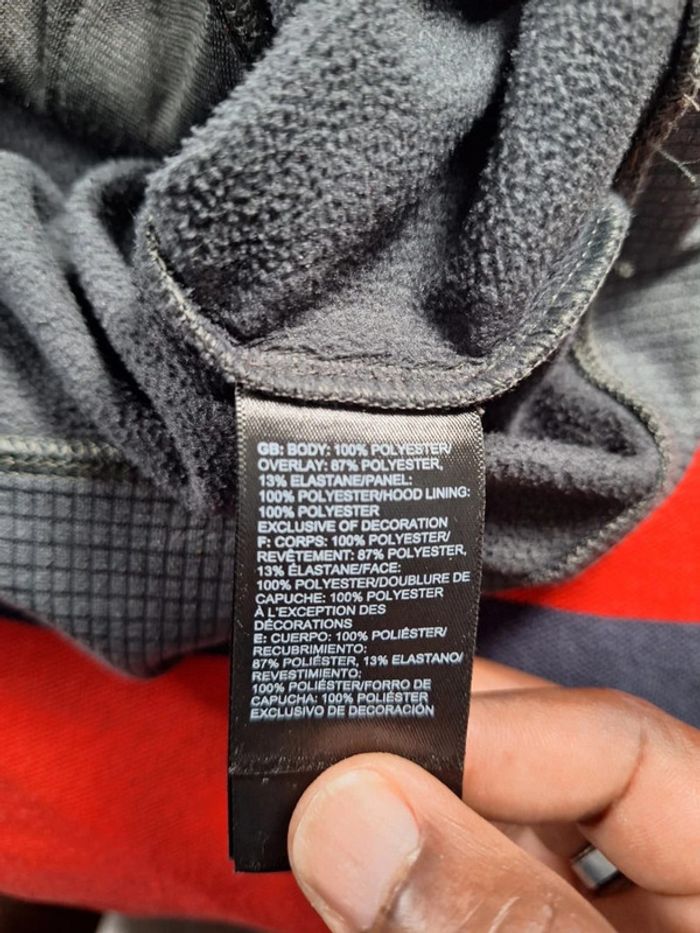 GB: BODY: 100% POLYESTER/
OVERLAY: 87% POLYESTER,
13% ELASTANE/PANEL:
100% POLYESTER/HOOD LINING:
100% POLYESTER
EXCLUSIVE OF DECORATION
F: CORPS: 100% POLYESTER/
REVÊTEMENT: 87% POLYESTER,
13% ÉLASTANE/FACE:
100% POLYESTER/DOUBLURE DE
CAPUCHE: 100% POLYESTER
À L'EXCEPTION DES
DÉCORATIONS
E: CUERPO: 100% POLIÉSTER/
RECUBRIMIENTO:
87% POLIÉSTER, 13% ELASTANO/
REVESTIMIENTO:
100% POLIÉSTER/FORRO DE
CAPUCHA: 100% POLIÉSTER
EXCLUSIVO DE DECORACIÓN